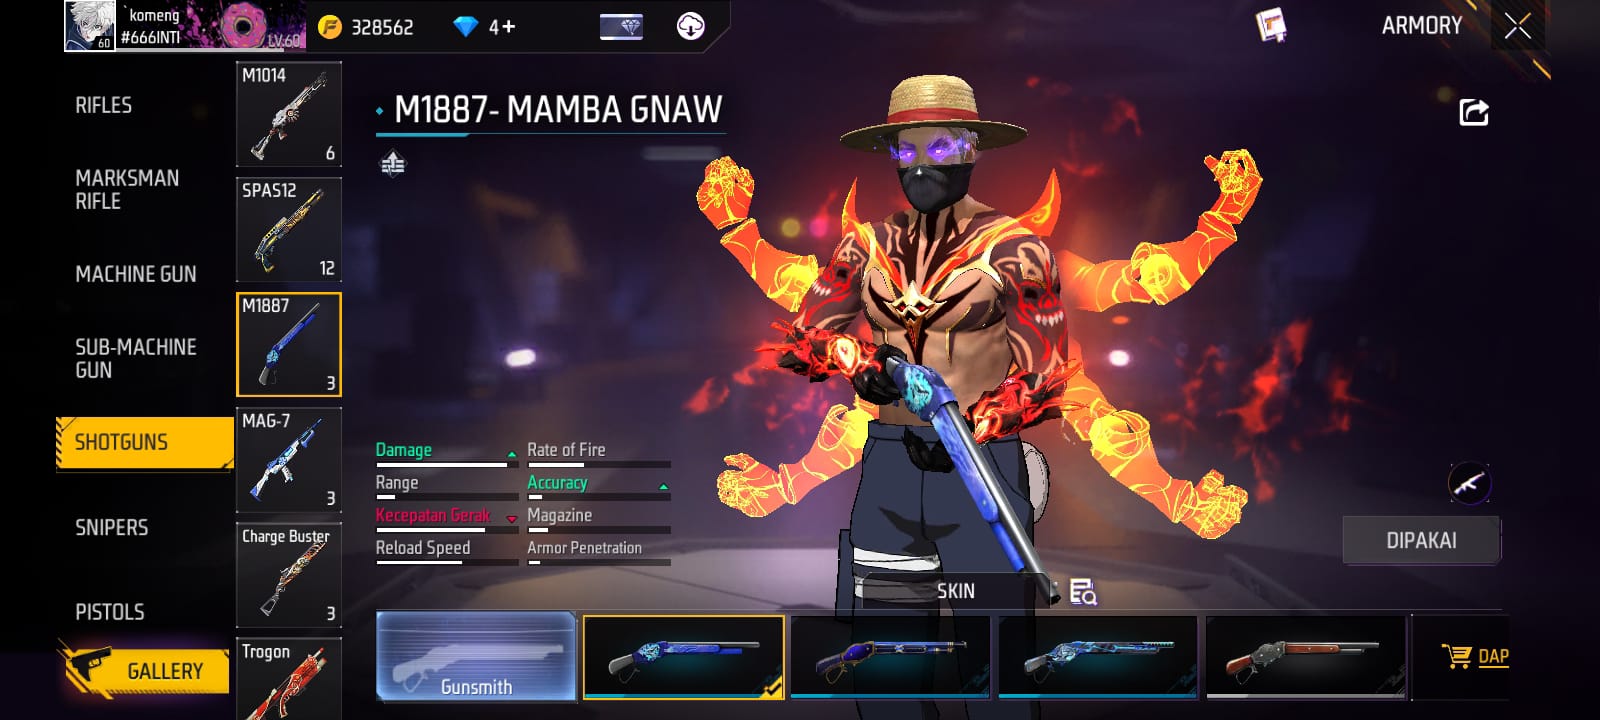 `komeng
#666INTI
60
LV.60
328562
4+
ARMORY
RIFLES
MARKSMAN
RIFLE
MACHINE GUN
SUB-MACHINE
GUN
SHOTGUNS
SNIPERS
PISTOLS
GALLERY
M1014
6
SPAS12
12
M1887
3
MAG-7
3
Charge Buster
3
Trogon
M1887- MAMBA GNAW
Damage
Rate of Fire
Range
Accuracy
Kecepatan Gerak
Magazine
Reload Speed
Armor Penetration
DIPAKAI
SKIN
Gunsmith
DAP